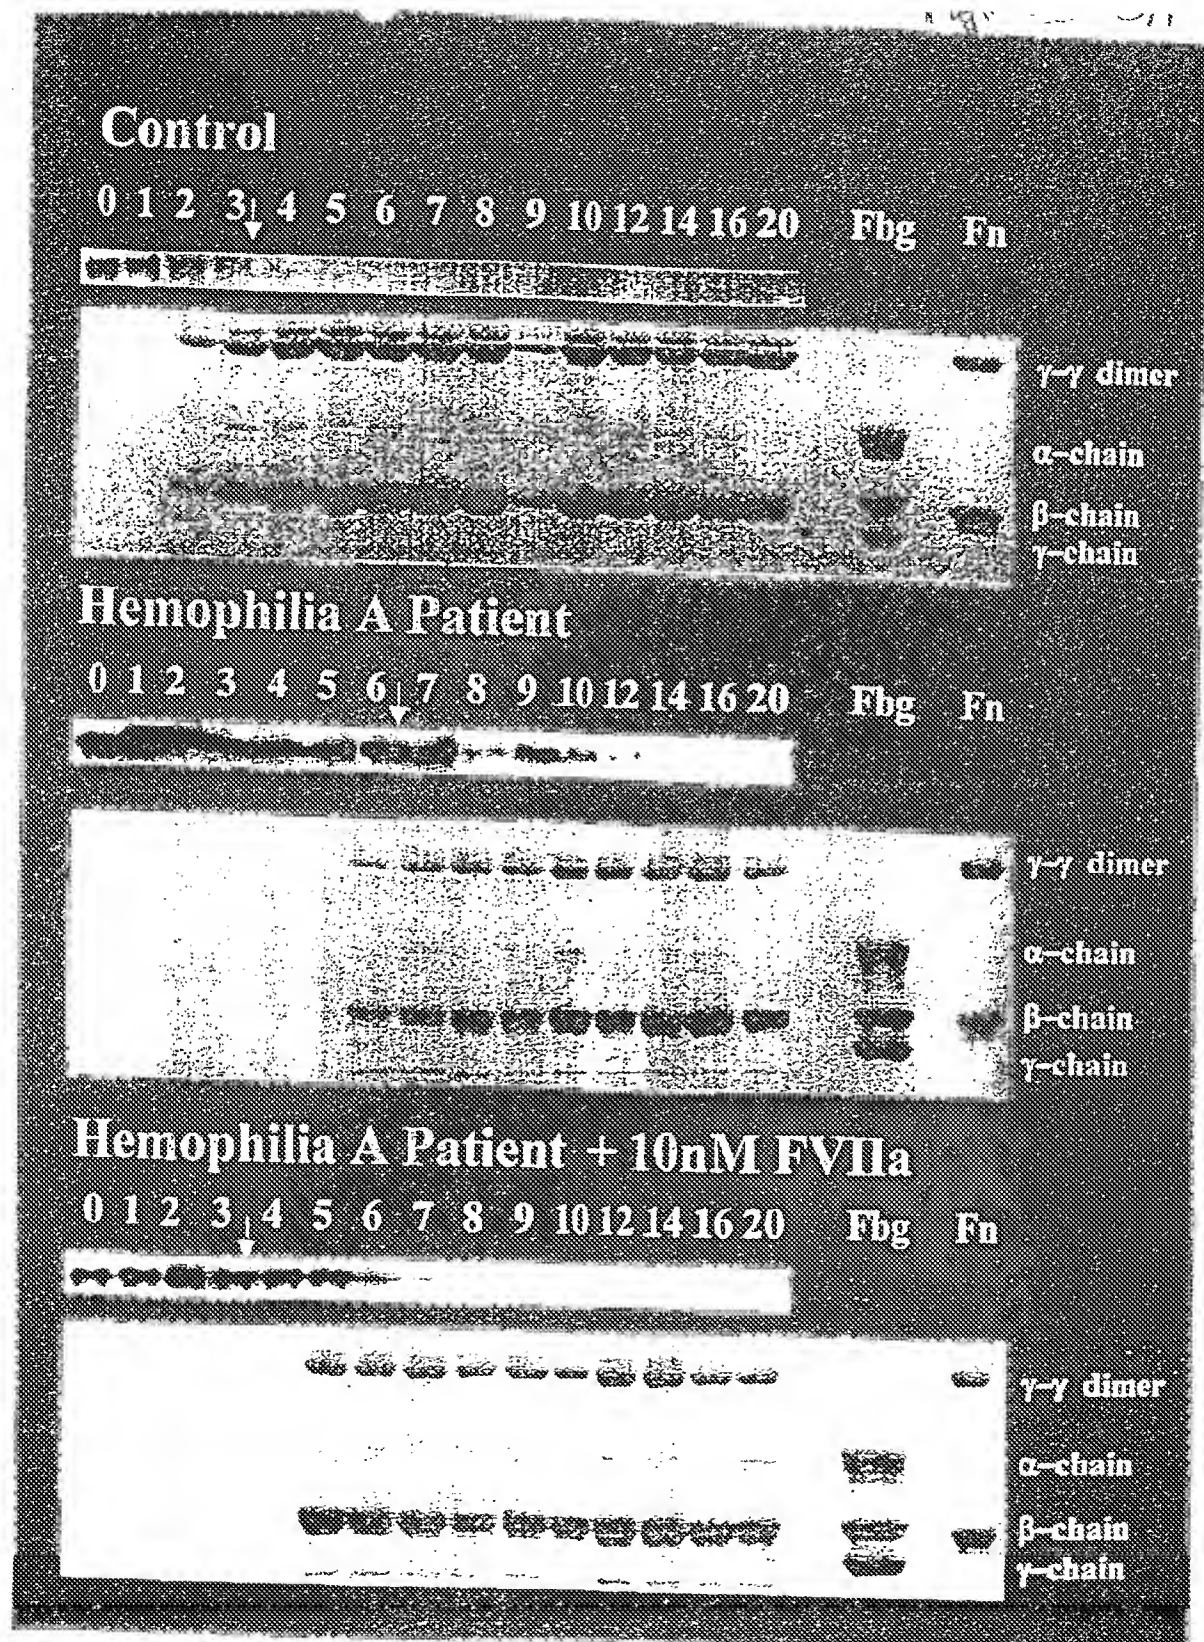 Control
0 1 2 3 4 5 6 7 8 9 10 12 14 16 20 Fbg Fn
γ-γ dimer
α-chain
β-chain
γ-chain
Hemophilia A Patient
0 1 2 3 4 5 6 7 8 9 10 12 14 16 20 Fbg Fn
γ-γ dimer
α-chain
β-chain
γ-chain
Hemophilia A Patient + 10nM FVIIa
0 1 2 3 4 5 6 7 8 9 10 12 14 16 20 Fbg Fn
γ-γ dimer
α-chain
β-chain
γ-chain